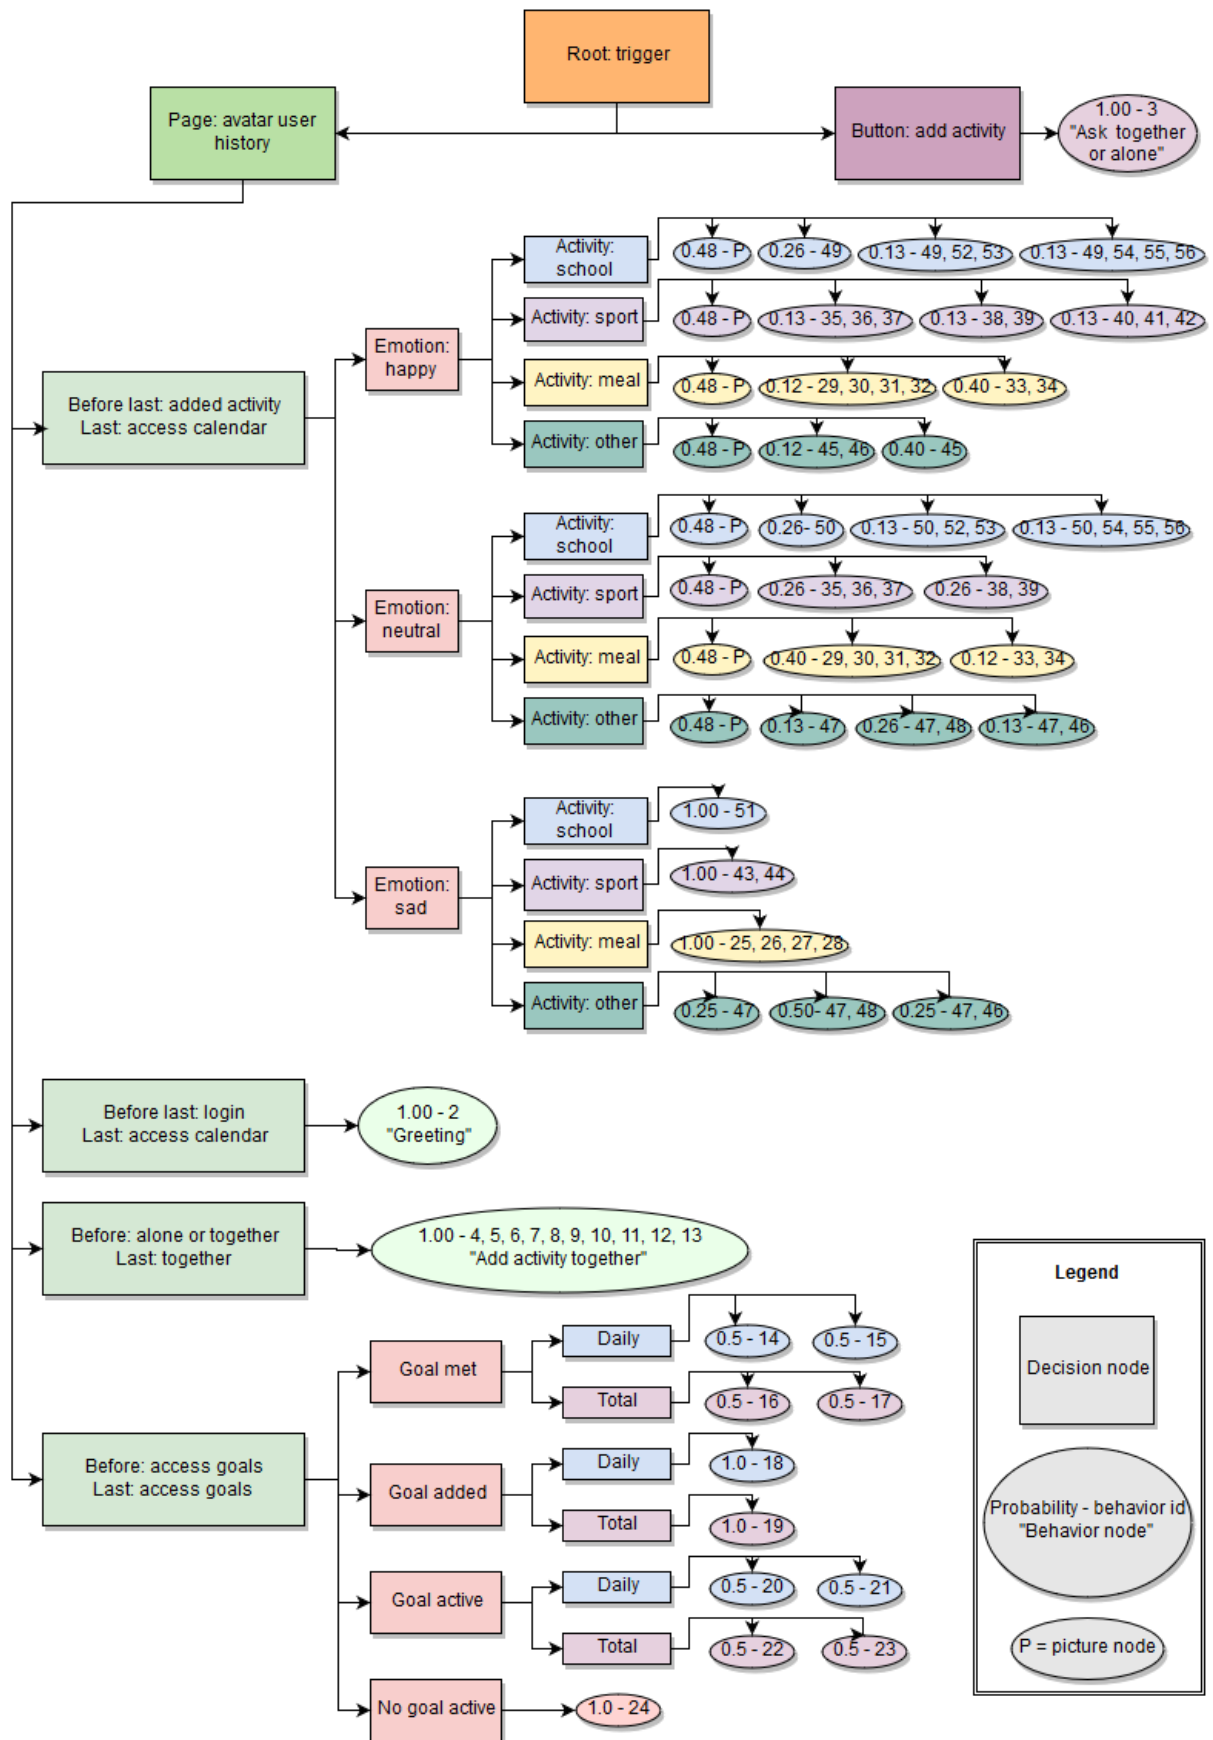 Root: trigger
Page: avatar user
history
Button: add activity
1.00 - 3
"Ask together
or alone"
Before last: added activity
Last: access calendar
Emotion:
happy
Activity:
school
0.48 - P
0.26 - 49
0.13 - 49, 52, 53
0.13 - 49, 54, 55, 56
Activity: sport
0.48 - P
0.13 - 35, 36, 37
0.13 - 38, 39
0.13 - 40, 41, 42
Activity: meal
0.48 - P
0.12 - 29, 30, 31, 32
0.40 - 33, 34
Activity: other
0.48 - P
0.12 - 45, 46
0.40 - 45
Emotion:
neutral
Activity:
school
0.48 - P
0.26- 50
0.13 - 50, 52, 53
0.13 - 50, 54, 55, 56
Activity: sport
0.48 - P
0.26 - 35, 36, 37
0.26 - 38, 39
Activity: meal
0.48 - P
0.40 - 29, 30, 31, 32
0.12 - 33, 34
Activity: other
0.48 - P
0.13 - 47
0.26 - 47, 48
0.13 - 47, 46
Emotion:
sad
Activity:
school
1.00 - 51
Activity: sport
1.00 - 43, 44
Activity: meal
1.00 - 25, 26, 27, 28
Activity: other
0.25 - 47
0.50- 47, 48
0.25 - 47, 46
Before last: login
Last: access calendar
1.00 - 2
"Greeting"
Before: alone or together
Last: together
1.00 - 4, 5, 6, 7, 8, 9, 10, 11, 12, 13
"Add activity together"
Before: access goals
Last: access goals
Goal met
Daily
0.5 - 14
0.5 - 15
Total
0.5 - 16
0.5 - 17
Goal added
Daily
1.0 - 18
Total
1.0 - 19
Goal active
Daily
0.5 - 20
0.5 - 21
Total
0.5 - 22
0.5 - 23
No goal active
1.0 - 24
Legend
Decision node
Probability - behavior id
"Behavior node"
P = picture node